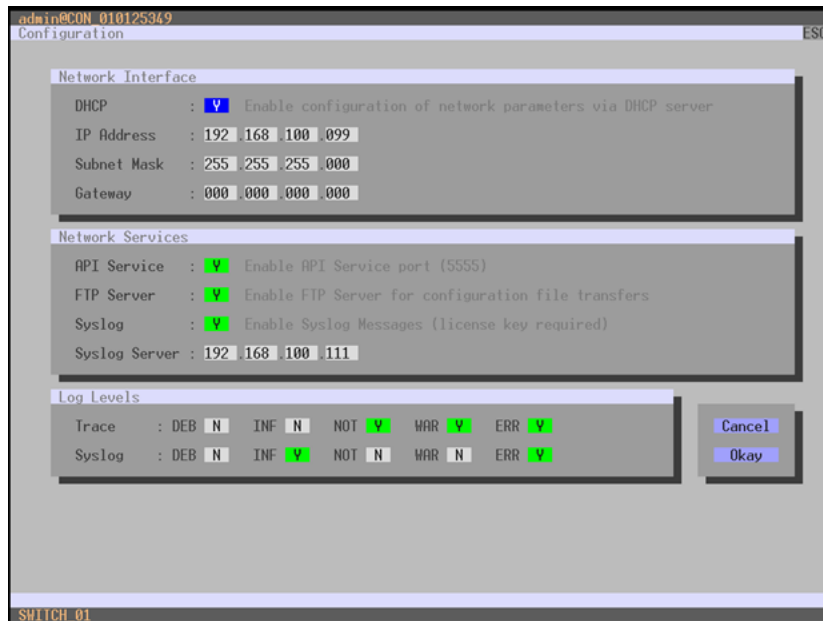 admin@CON_010125349
Configuration ESC
Network Interface
DHCP : Y Enable configuration of network parameters via DHCP server
IP Address : 192 .168 .100 .099
Subnet Mask : 255 .255 .255 .000
Gateway : 000 .000 .000 .000
Network Services
API Service : Y Enable API Service port (5555)
FTP Server : Y Enable FTP Server for configuration file transfers
Syslog : Y Enable Syslog Messages (license key required)
Syslog Server : 192 .168 .100 .111
Log Levels
Trace : DEB N INF N NOT Y WAR Y ERR Y
Syslog : DEB N INF Y NOT N WAR N ERR Y
Cancel
Okay
SWITCH_01